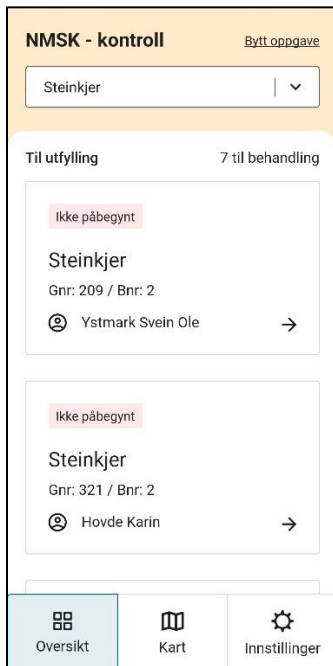 NMSK - kontroll
Bytt oppgave
Steinkjer
Til utfylling
7 til behandling
Ikke påbegynt
Steinkjer
Gnr: 209 / Bnr: 2
Ystmark Svein Ole
Ikke påbegynt
Steinkjer
Gnr: 321 / Bnr: 2
Hovde Karin
Oversikt
Kart
Innstillinger